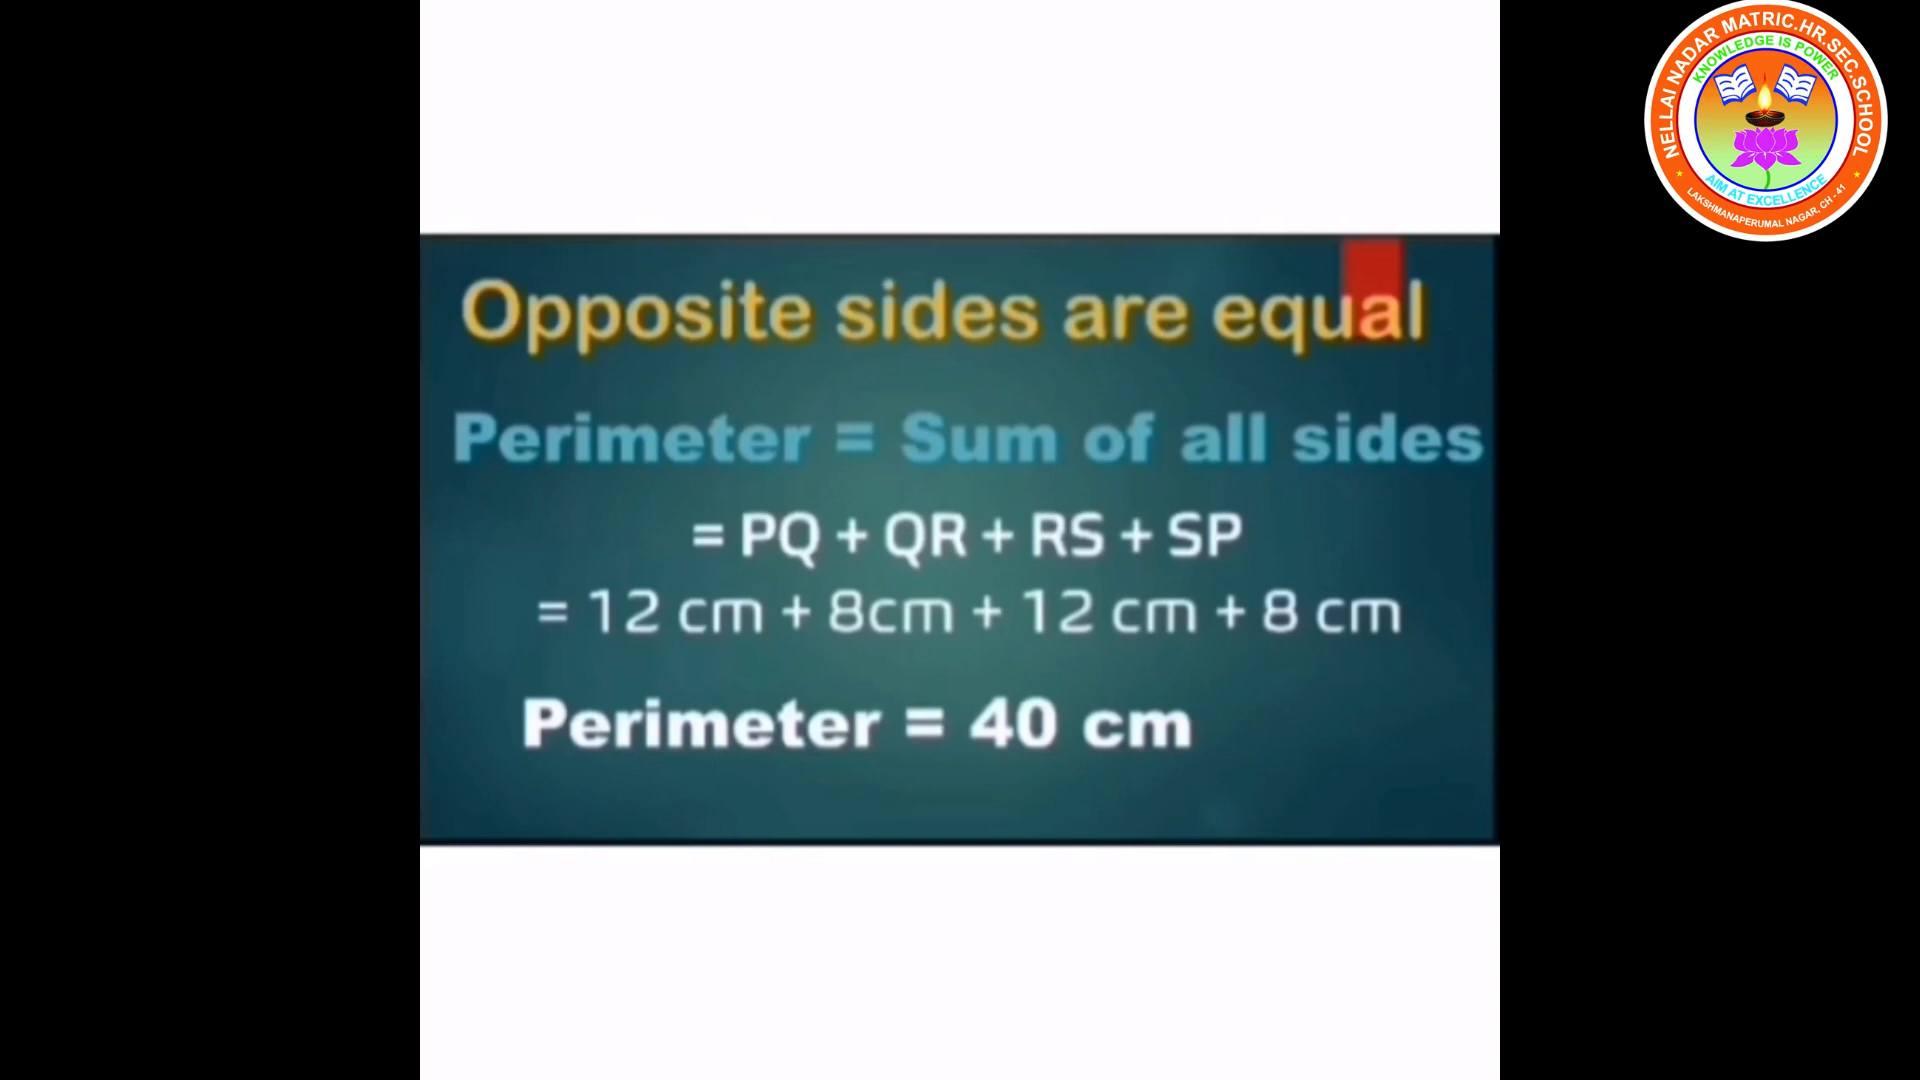 Opposite sides are equal
Perimeter = Sum of all sides
= PQ + QR + RS + SP
= 12 cm + 8cm + 12 cm + 8 cm
Perimeter = 40 cm
NELLAI NADAR MATRIC.HR.SEC.SCHOOL
KNOWLEDGE IS POWER
AIM AT EXCELLENCE
LAKSHMANAPERUMAL NAGAR, CH - 41